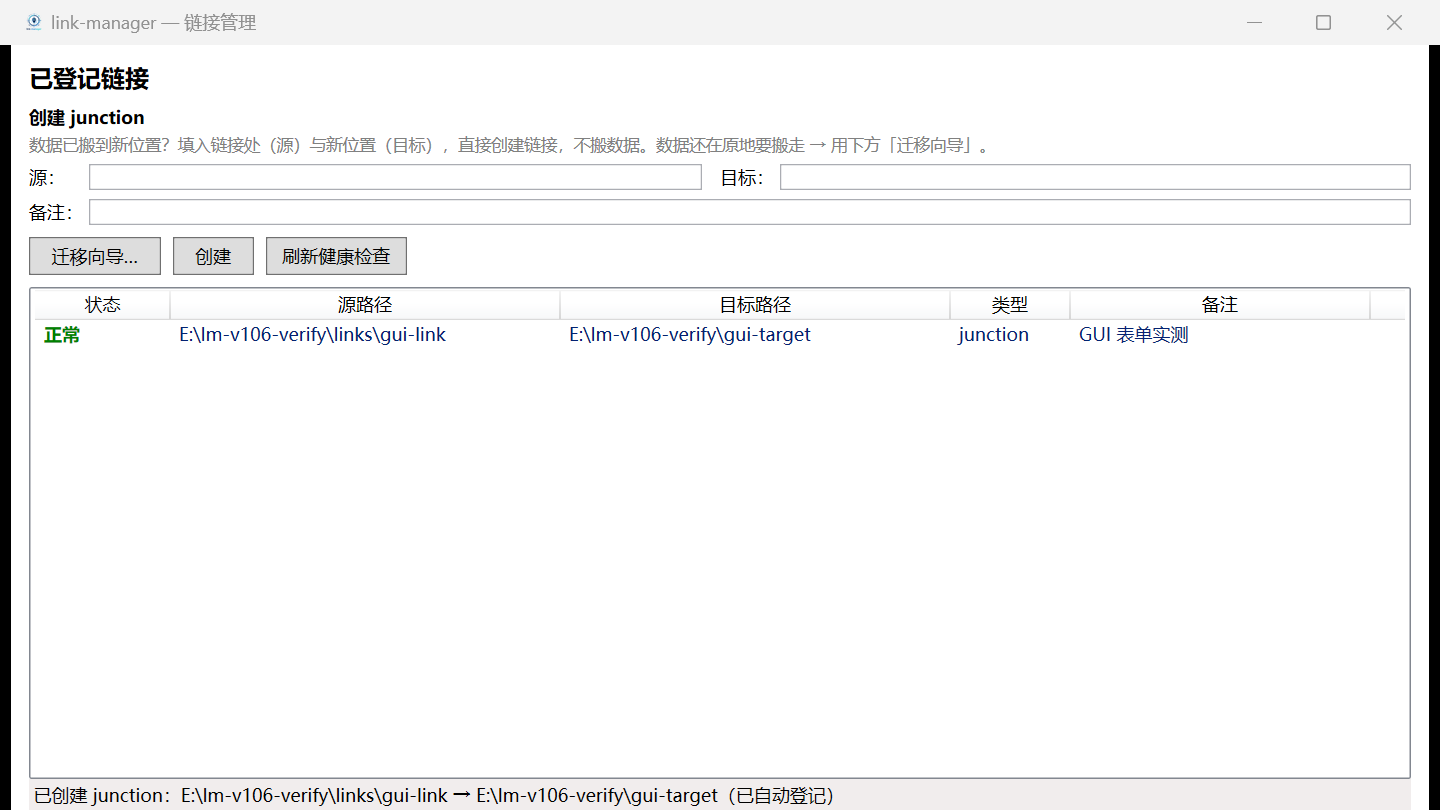 link-manager — 链接管理
已登记链接
创建 junction
数据已搬到新位置？填入链接处（源）与新位置（目标），直接创建链接，不搬数据。数据还在原地要搬走 → 用下方「迁移向导」。
源： 目标：
备注：
迁移向导... 创建 刷新健康检查
状态 源路径 目标路径 类型 备注
正常 E:\lm-v106-verify\links\gui-link E:\lm-v106-verify\gui-target junction GUI 表单实测
已创建 junction：E:\lm-v106-verify\links\gui-link → E:\lm-v106-verify\gui-target（已自动登记）